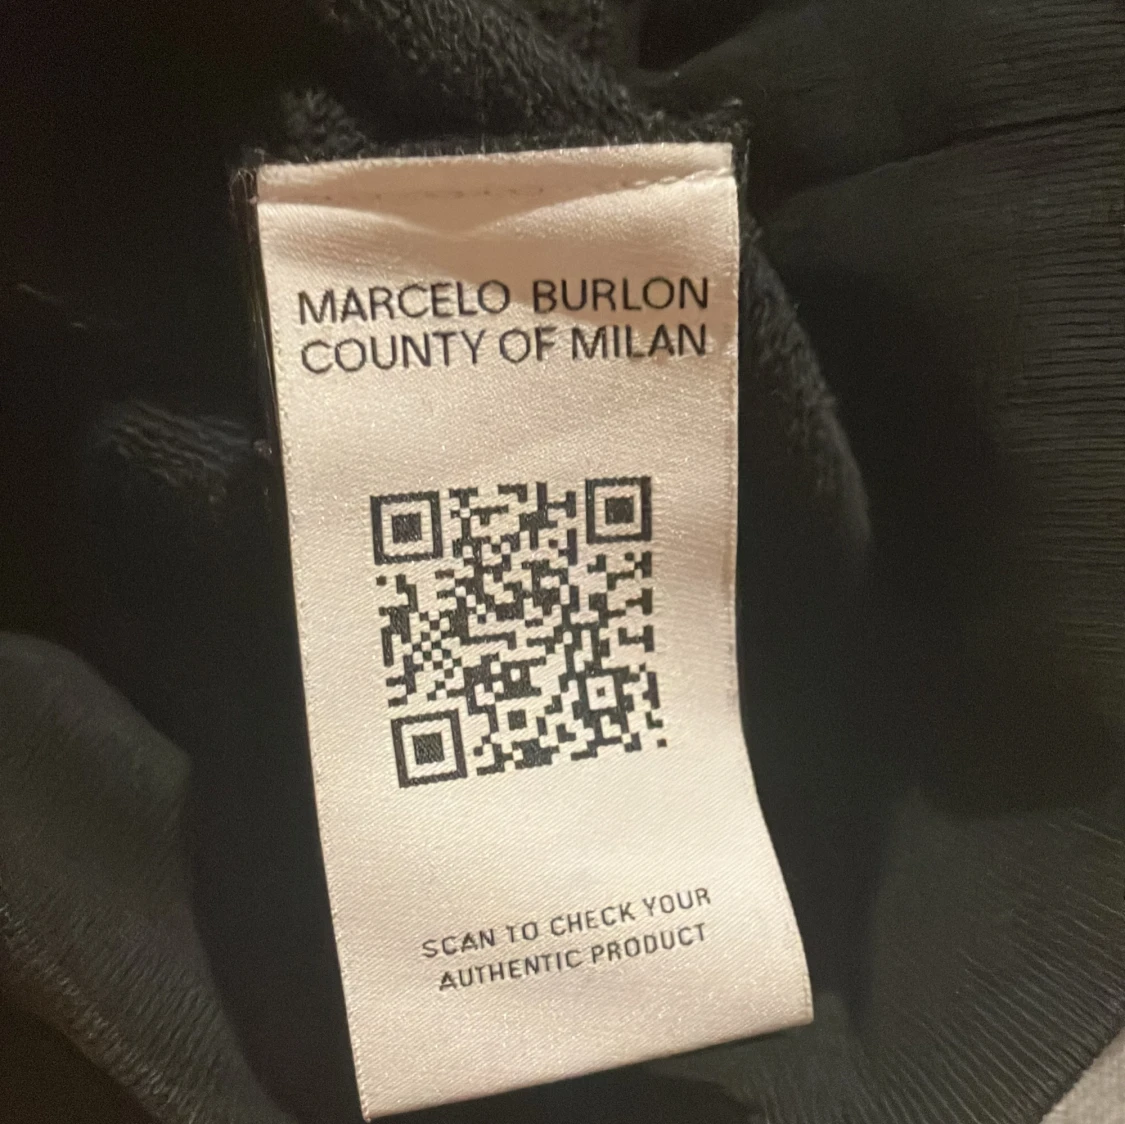 MARCELO BURLON
COUNTY OF MILAN
SCAN TO CHECK YOUR
AUTHENTIC PRODUCT